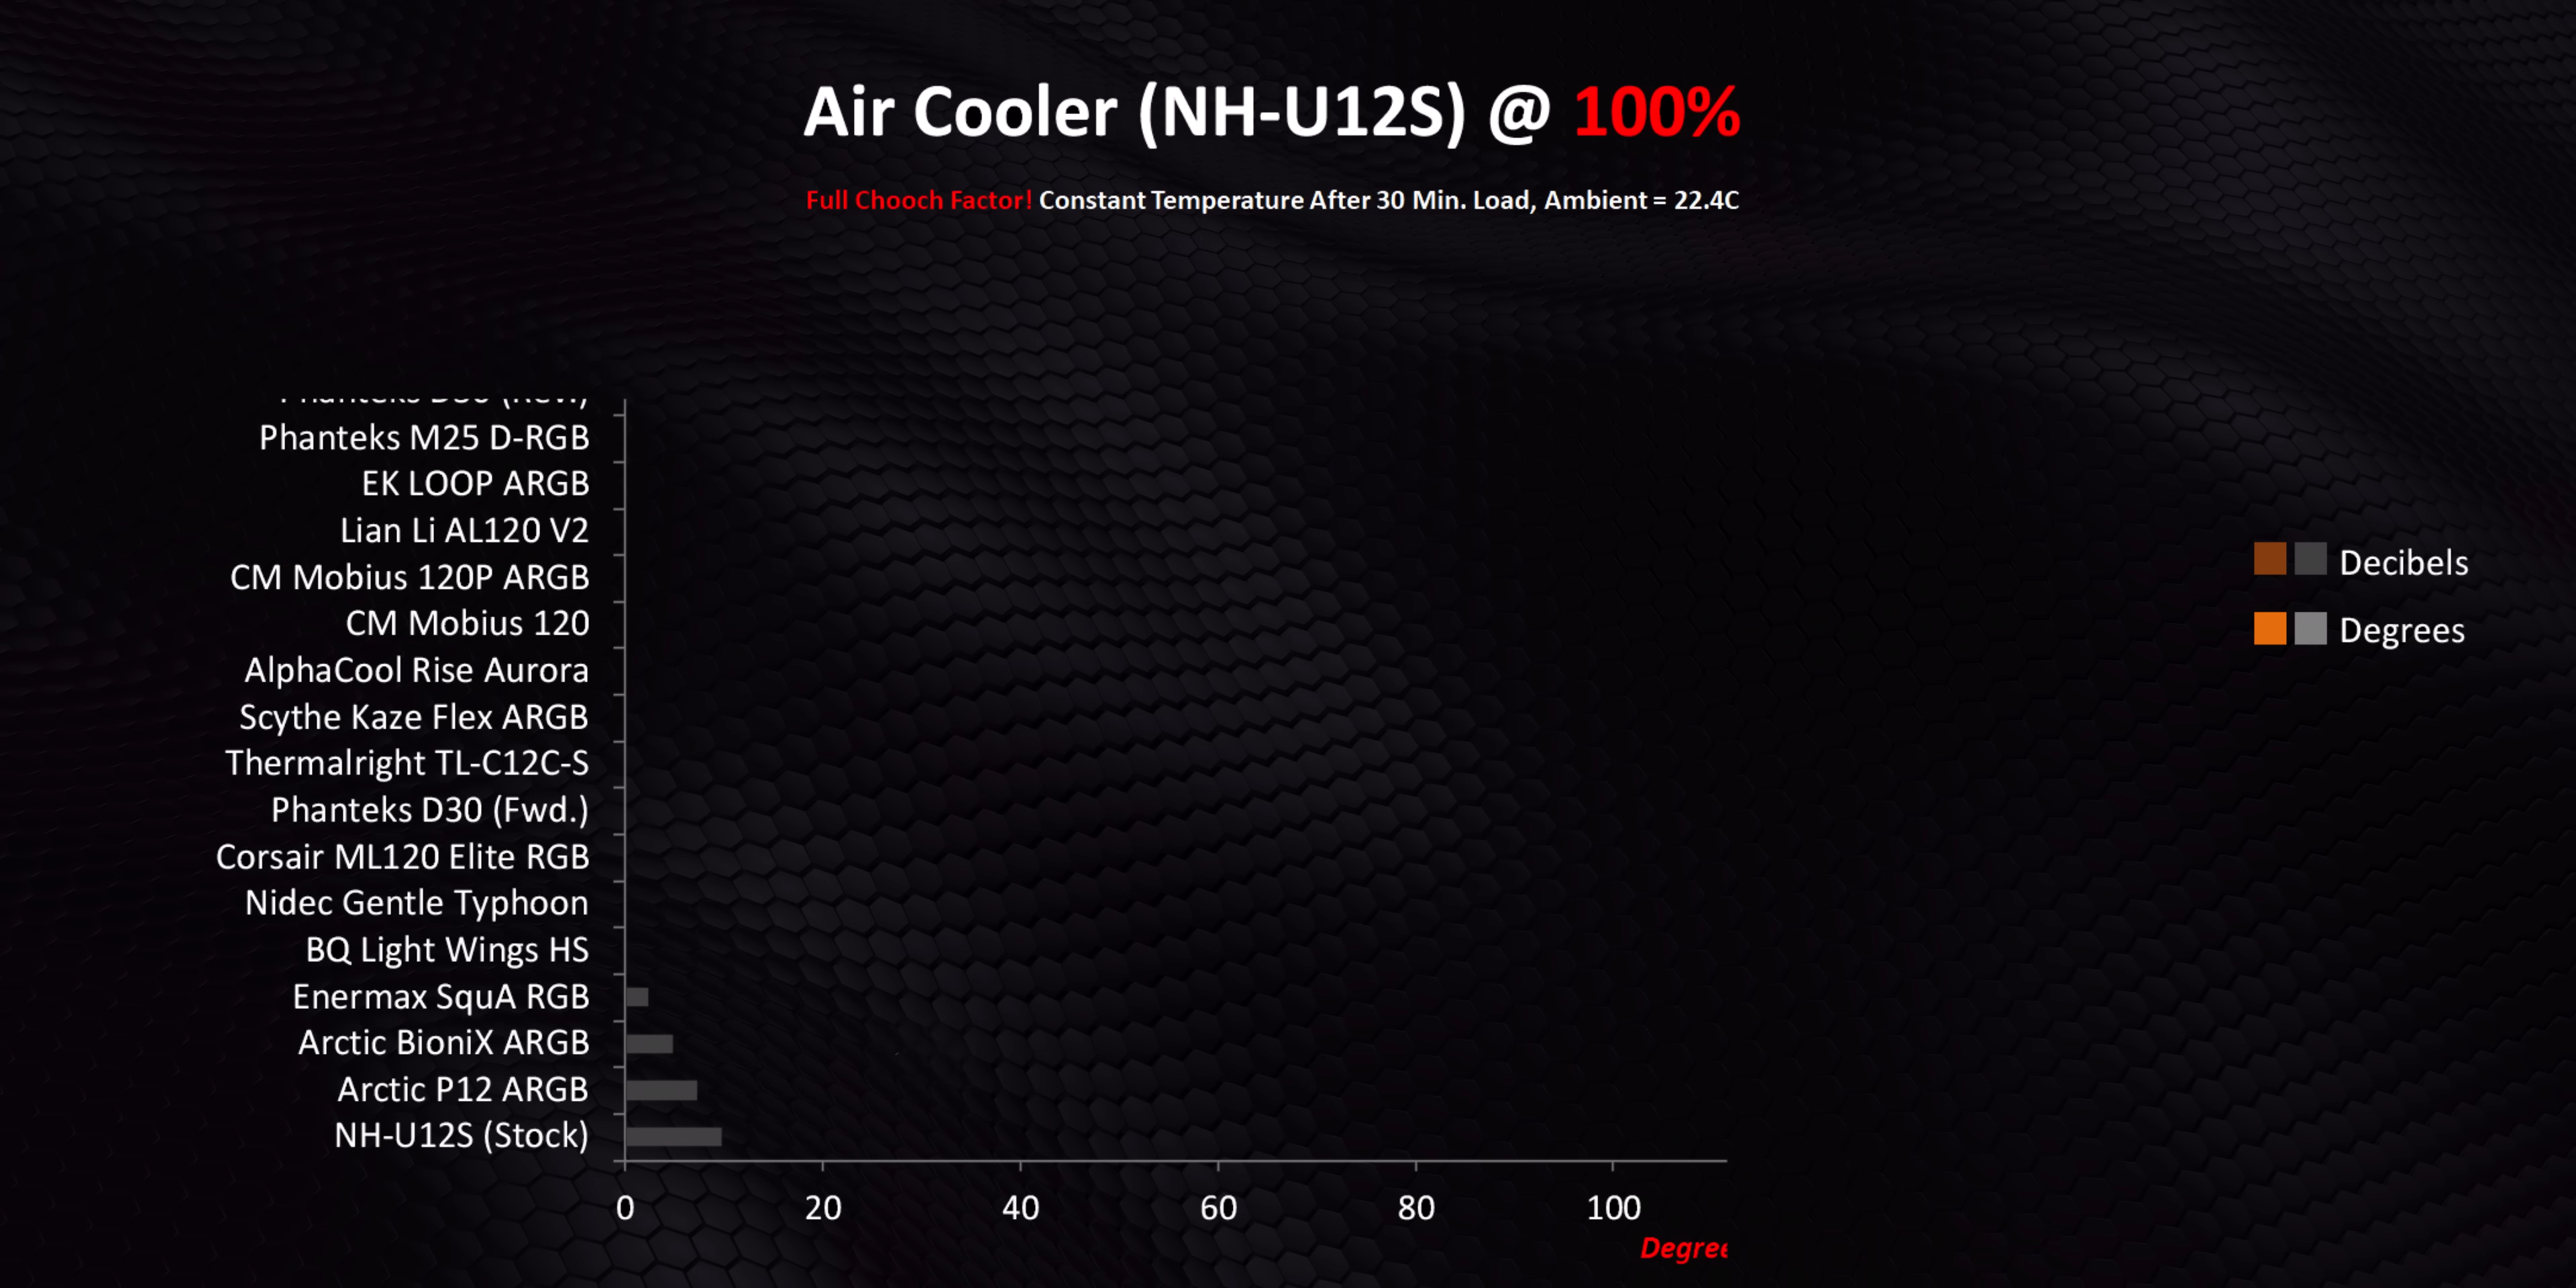 Air Cooler (NH-U12S) @ 100%
Full Chooch Factor! Constant Temperature After 30 Min. Load, Ambient = 22.4C
Phanteks M25 D-RGB
EK LOOP ARGB
Lian Li AL120 V2
CM Mobius 120P ARGB
CM Mobius 120
AlphaCool Rise Aurora
Scythe Kaze Flex ARGB
Thermalright TL-C12C-S
Phanteks D30 (Fwd.)
Corsair ML120 Elite RGB
Nidec Gentle Typhoon
BQ Light Wings HS
Enermax SquA RGB
Arctic BioniX ARGB
Arctic P12 ARGB
NH-U12S (Stock)
0 20 40 60 80 100
Decibels
Degrees